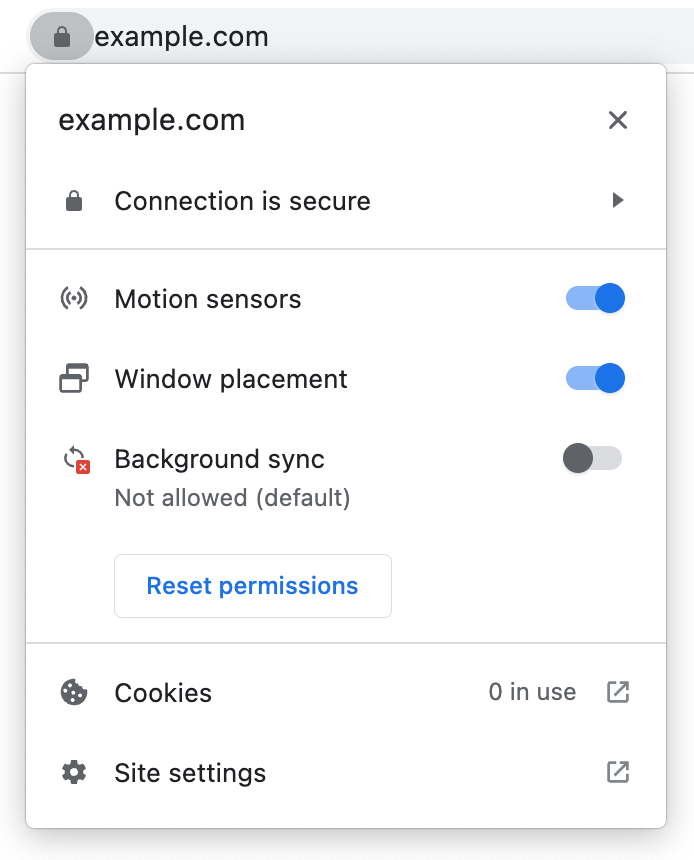 example.com
example.com
Connection is secure
Motion sensors
Window placement
Background sync
Not allowed (default)
Reset permissions
Cookies 0 in use
Site settings